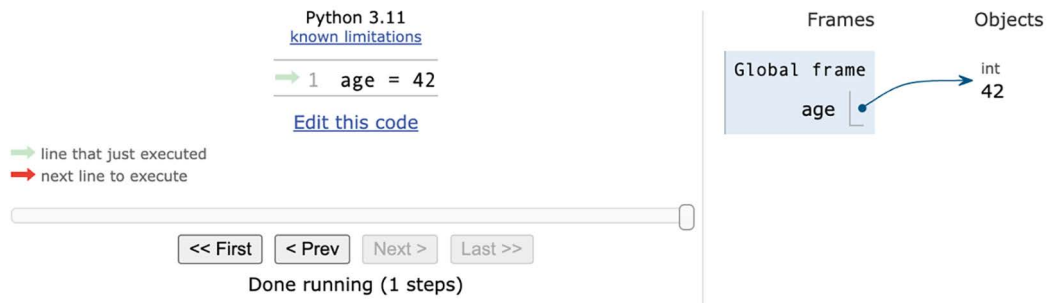 Python 3.11
known limitations
1 age = 42
Edit this code
line that just executed
next line to execute
<< First < Prev Next > Last >>
Done running (1 steps)
Frames Objects
Global frame
age
int
42